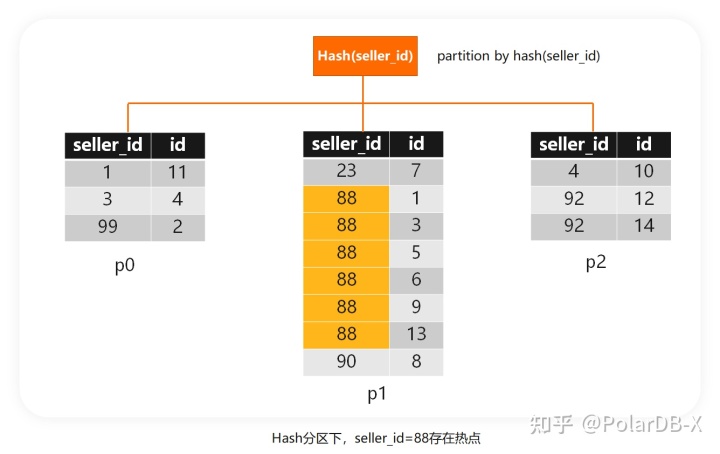 Hash(seller_id)
partition by hash(seller_id)
seller_id id
1 11
3 4
99 2
p0
seller_id id
23 7
88 1
88 3
88 5
88 6
88 9
88 13
90 8
p1
seller_id id
4 10
92 12
92 14
p2
知乎 @PolarDB-X
Hash分区下，seller_id=88存在热点